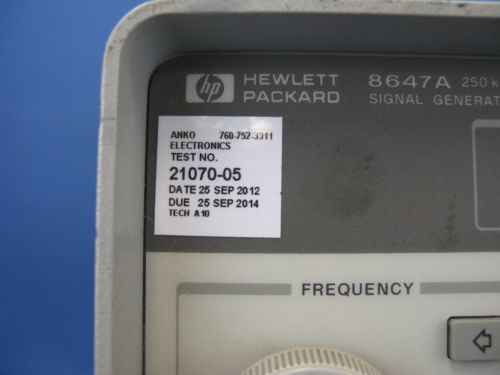 hp HEWLETT PACKARD
8647A 250 k
SIGNAL GENERAT
ANKO 760-752-3311
ELECTRONICS
TEST NO.
21070-05
DATE 25 SEP 2012
DUE 25 SEP 2014
TECH A10
FREQUENCY